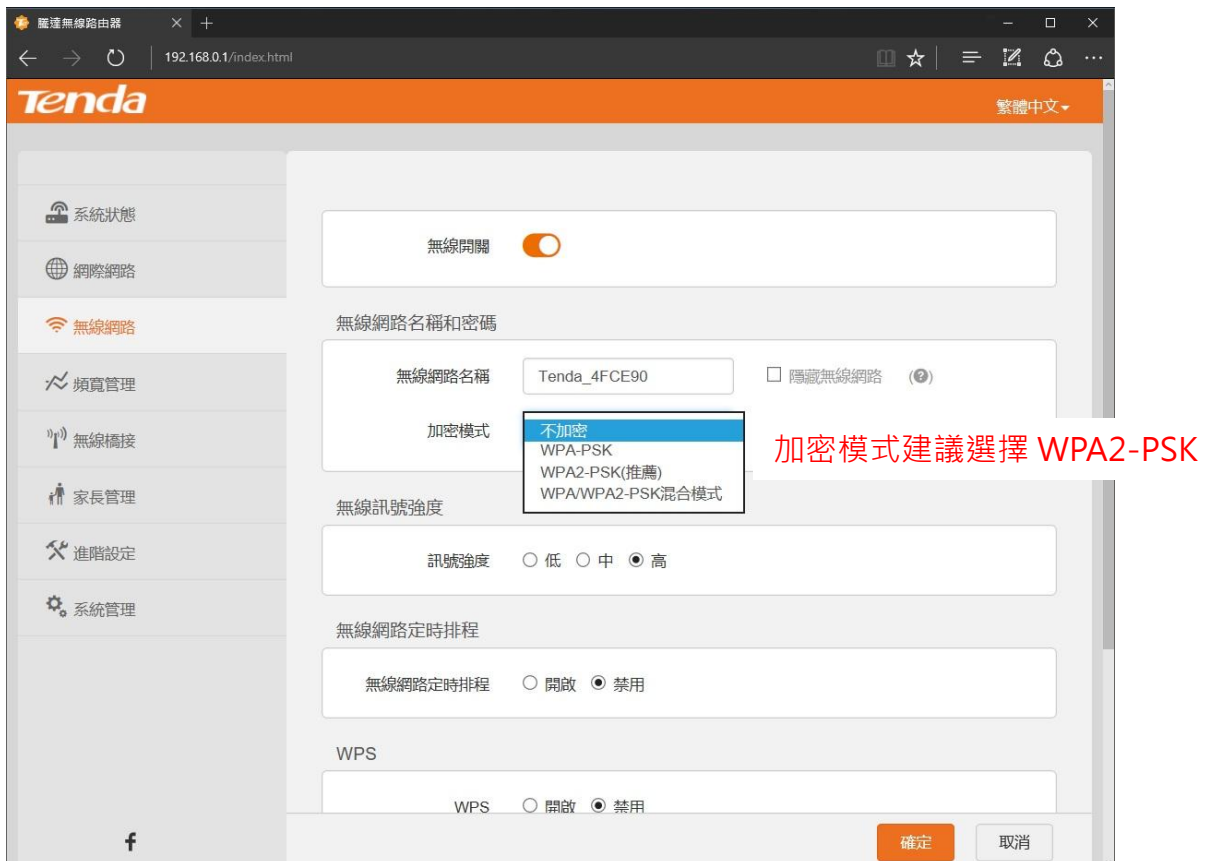 騰達無線路由器
192.168.0.1/index.html
Tenda
繁體中文
系統狀態
網際網路
無線網路
頻寬管理
無線橋接
家長管理
進階設定
系統管理
f
無線開關
無線網路名稱和密碼
無線網路名稱 Tenda_4FCE90 隱藏無線網路 (?)
加密模式 不加密
WPA-PSK
WPA2-PSK(推薦)
WPA/WPA2-PSK混合模式
加密模式建議選擇 WPA2-PSK
無線訊號強度
訊號強度 低 中 高
無線網路定時排程
無線網路定時排程 開啟 禁用
WPS
WPS 開啟 禁用
確定 取消